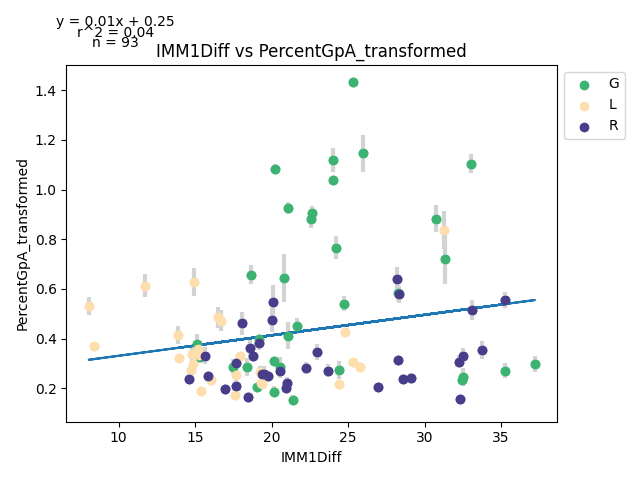 y = 0.01x + 0.25
r^2 = 0.04
n = 93
IMM1Diff vs PercentGpA_transformed
G
L
R
PercentGpA_transformed
1.4
1.2
1.0
0.8
0.6
0.4
0.2
10 15 20 25 30 35
IMM1Diff